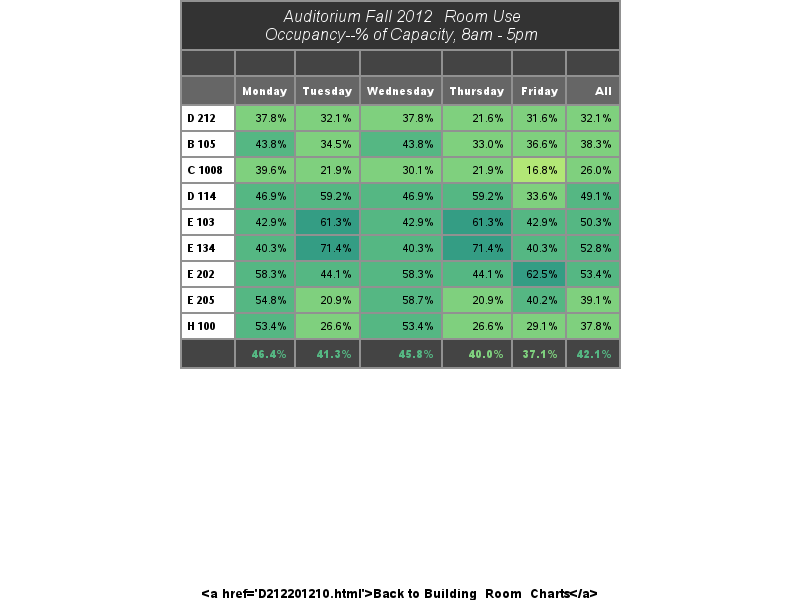 Auditorium Fall 2012 Room Use
Occupancy--% of Capacity, 8am - 5pm
Monday Tuesday Wednesday Thursday Friday All
D 212 37.8% 32.1% 37.8% 21.6% 31.6% 32.1%
B 105 43.8% 34.5% 43.8% 33.0% 36.6% 38.3%
C 1008 39.6% 21.9% 30.1% 21.9% 16.8% 26.0%
D 114 46.9% 59.2% 46.9% 59.2% 33.6% 49.1%
E 103 42.9% 61.3% 42.9% 61.3% 42.9% 50.3%
E 134 40.3% 71.4% 40.3% 71.4% 40.3% 52.8%
E 202 58.3% 44.1% 58.3% 44.1% 62.5% 53.4%
E 205 54.8% 20.9% 58.7% 20.9% 40.2% 39.1%
H 100 53.4% 26.6% 53.4% 26.6% 29.1% 37.8%
46.4% 41.3% 45.8% 40.0% 37.1% 42.1%
<a href='D212201210.html'>Back to Building Room Charts</a>